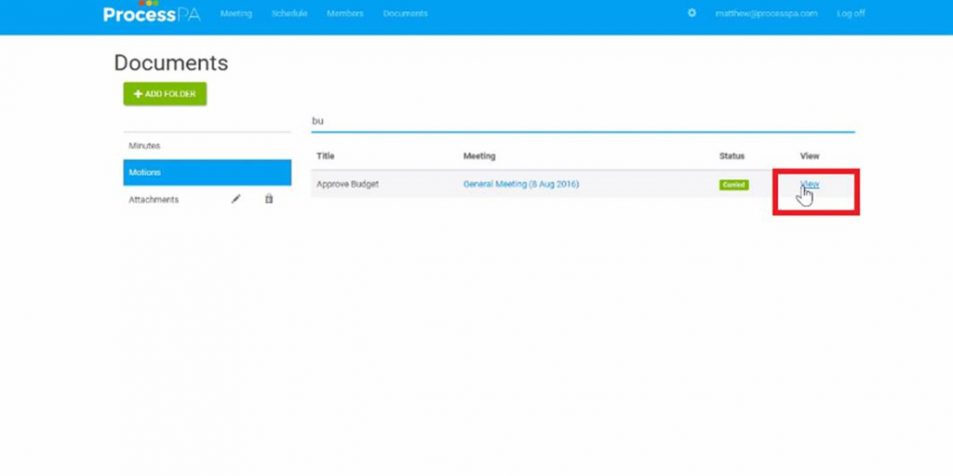 ProcessPA Meeting Schedule Members Documents matthew@processpa.com Log off
Documents
+ ADD FOLDER
bu
Minutes
Motions
Attachments
Title Meeting Status View
Approve Budget General Meeting (8 Aug 2016) Carried View